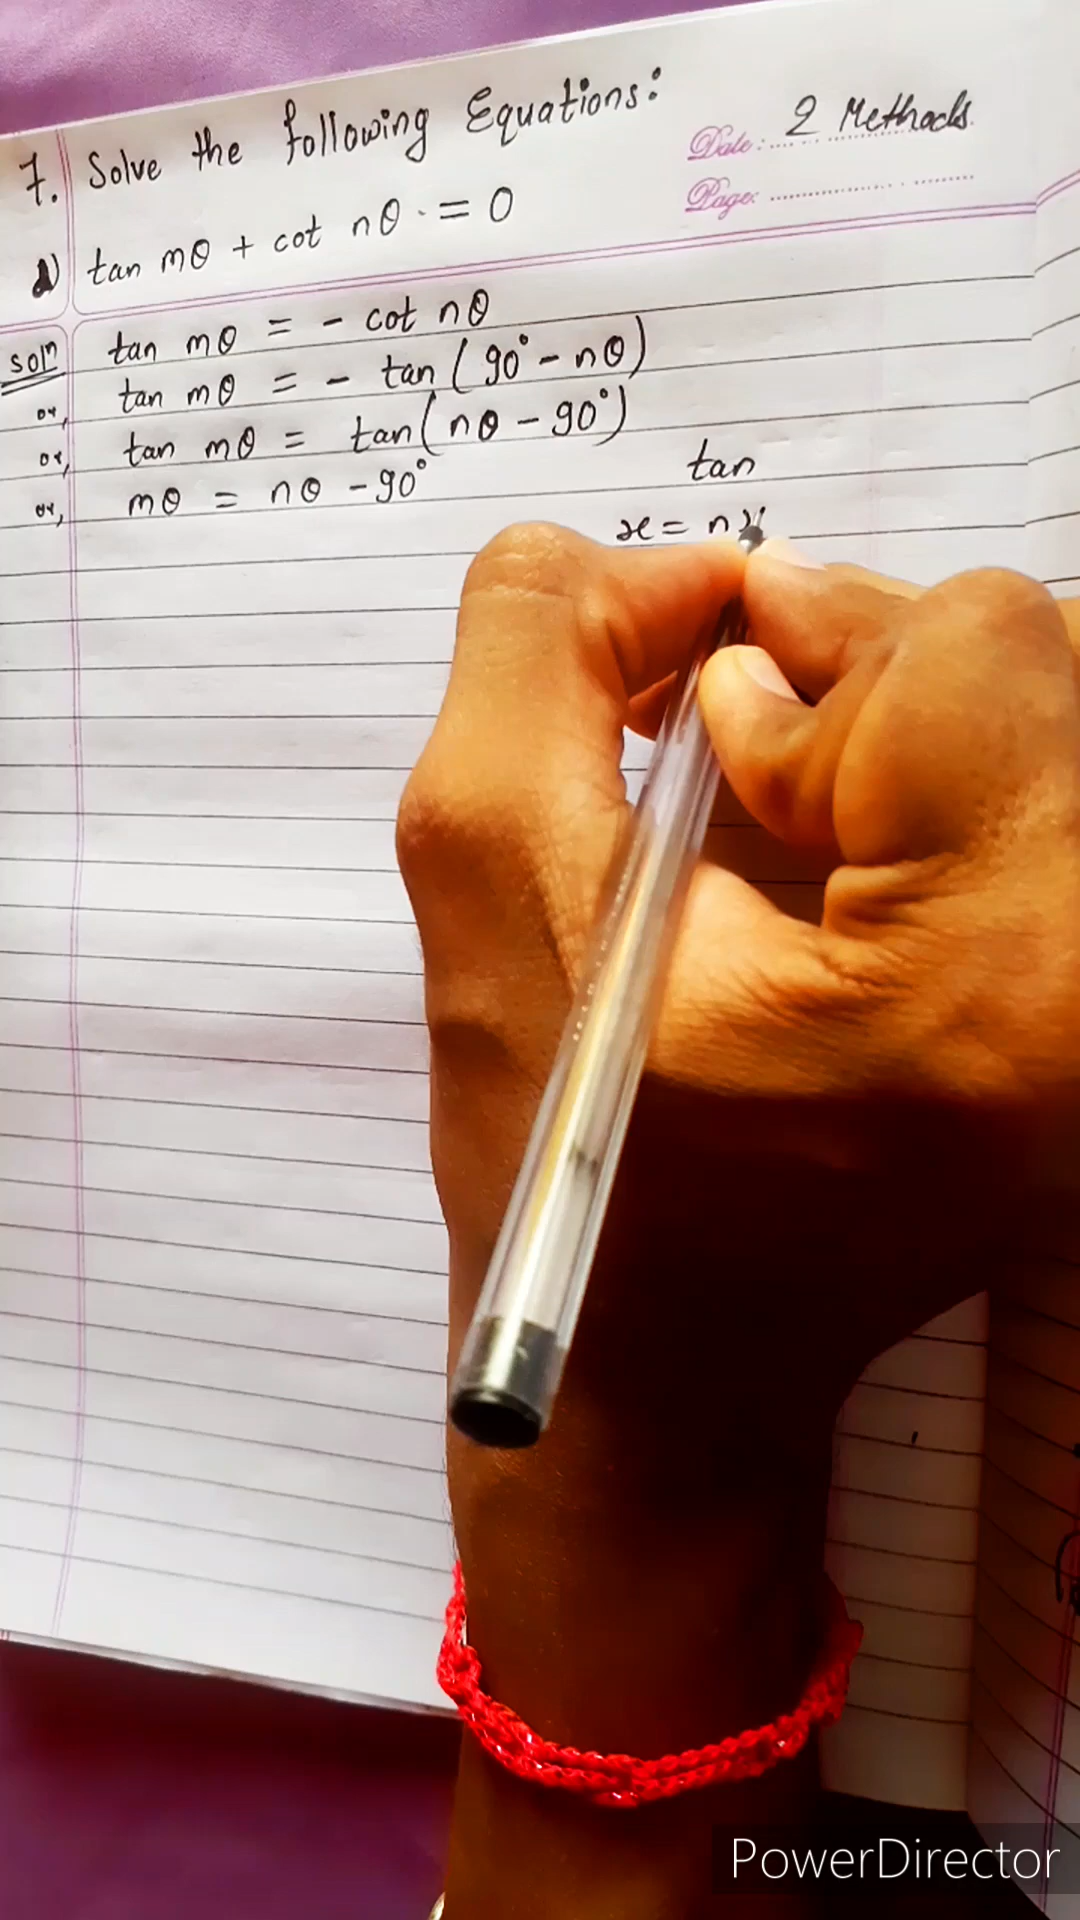 7. Solve the following Equations:
2 Methods
Date:
Page:
a) tan mθ + cot nθ = 0
solⁿ tan mθ = - cot nθ
or, tan mθ = - tan (90° - nθ)
or, tan mθ = tan(nθ - 90°)
or, mθ = nθ - 90°
tan
x = n
PowerDirector